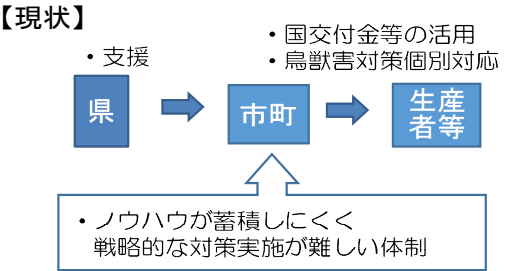 【現状】
・支援
・国交付金等の活用
・鳥獣害対策個別対応
県
市町
生産
者等
・ノウハウが蓄積しにくく
戦略的な対策実施が難しい体制